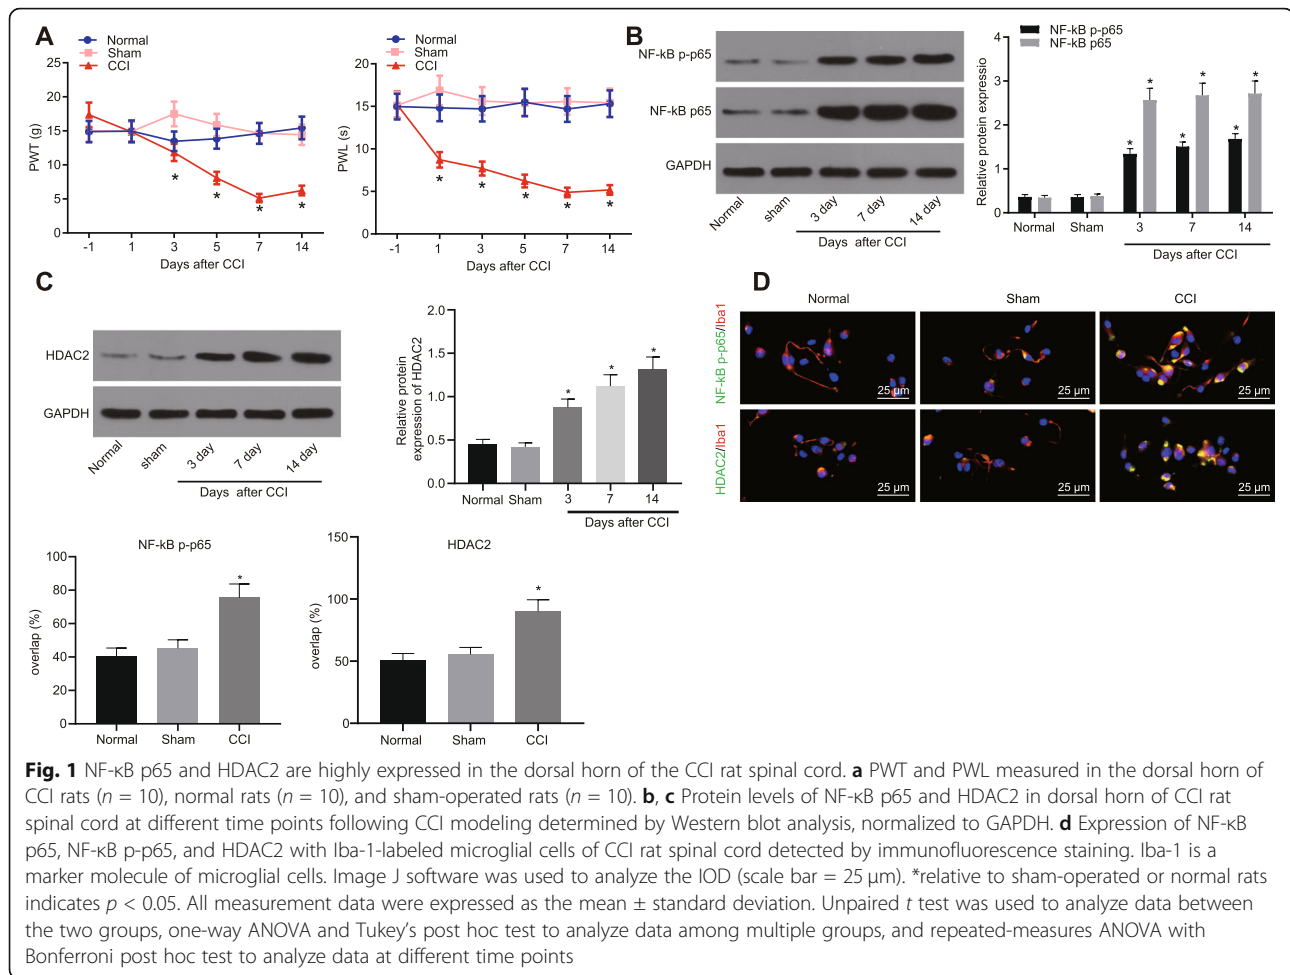 A
Normal
Sham
CCI
PWT (g)
20
15
10
5
0
* * * *
-1 1 3 5 7 14
Days after CCI
Normal
Sham
CCI
PWL (s)
20
15
10
5
0
* * * * *
-1 1 3 5 7 14
Days after CCI
B
NF-kB p-p65
NF-kB p65
GAPDH
Normal sham 3 day 7 day 14 day
Days after CCI
NF-kB p-p65
NF-kB p65
Relative protein expressio
4
3
2
1
0
* * * * * *
Normal Sham 3 7 14
Days after CCI
C
HDAC2
GAPDH
Normal sham 3 day 7 day 14 day
Days after CCI
Relative protein
expression of HDAC2
2.0
1.5
1.0
0.5
0.0
* * *
Normal Sham 3 7 14
Days after CCI
D
Normal Sham CCI
NF-kB p-p65/Iba1
25 µm 25 µm 25 µm
HDAC2/Iba1
25 µm 25 µm 25 µm
NF-kB p-p65
overlap (%)
100
80
60
40
20
0
*
Normal Sham CCI
HDAC2
overlap (%)
150
100
50
0
*
Normal Sham CCI
Fig. 1 NF-κB p65 and HDAC2 are highly expressed in the dorsal horn of the CCI rat spinal cord. a PWT and PWL measured in the dorsal horn of
CCI rats (n = 10), normal rats (n = 10), and sham-operated rats (n = 10). b, c Protein levels of NF-κB p65 and HDAC2 in dorsal horn of CCI rat
spinal cord at different time points following CCI modeling determined by Western blot analysis, normalized to GAPDH. d Expression of NF-κB
p65, NF-κB p-p65, and HDAC2 with Iba-1-labeled microglial cells of CCI rat spinal cord detected by immunofluorescence staining. Iba-1 is a
marker molecule of microglial cells. Image J software was used to analyze the IOD (scale bar = 25 µm). *relative to sham-operated or normal rats
indicates p < 0.05. All measurement data were expressed as the mean ± standard deviation. Unpaired t test was used to analyze data between
the two groups, one-way ANOVA and Tukey's post hoc test to analyze data among multiple groups, and repeated-measures ANOVA with
Bonferroni post hoc test to analyze data at different time points